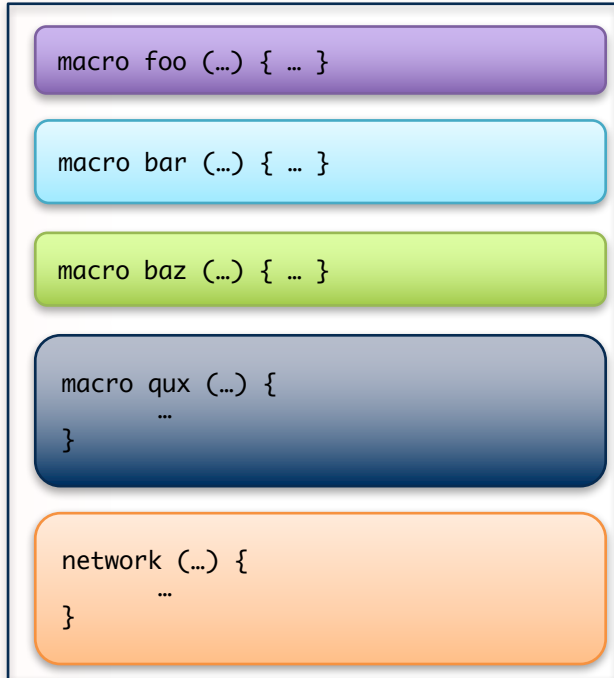 macro foo (…) { … }
macro bar (…) { … }
macro baz (…) { … }
macro qux (…) {
…
}
network (…) {
…
}